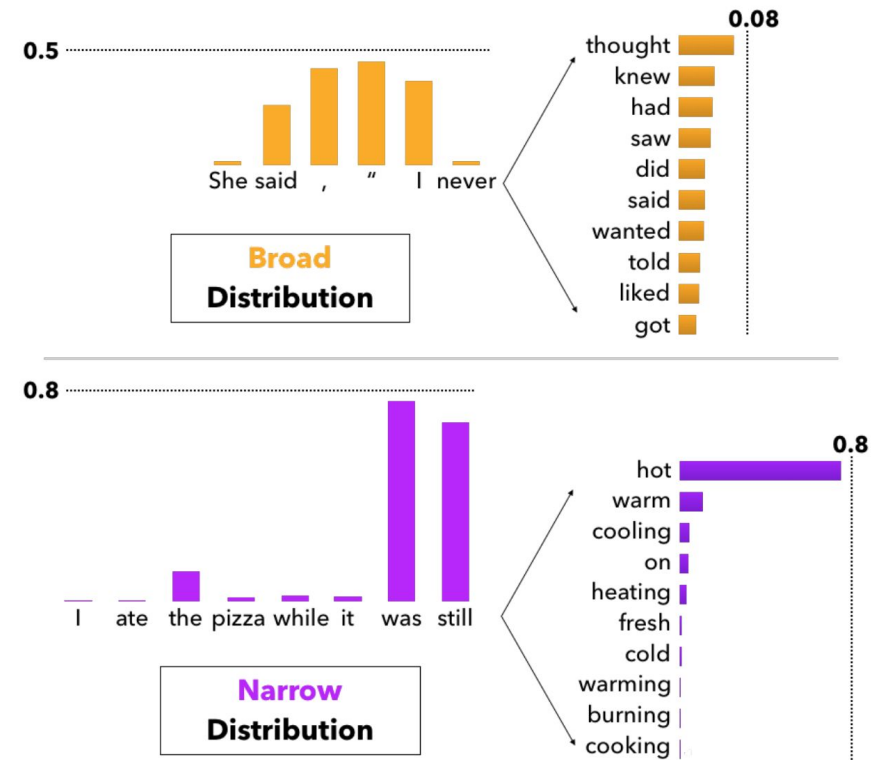 0.5
She said , “ I never
Broad
Distribution
0.08
thought
knew
had
saw
did
said
wanted
told
liked
got
0.8
I ate the pizza while it was still
Narrow
Distribution
0.8
hot
warm
cooling
on
heating
fresh
cold
warming
burning
cooking